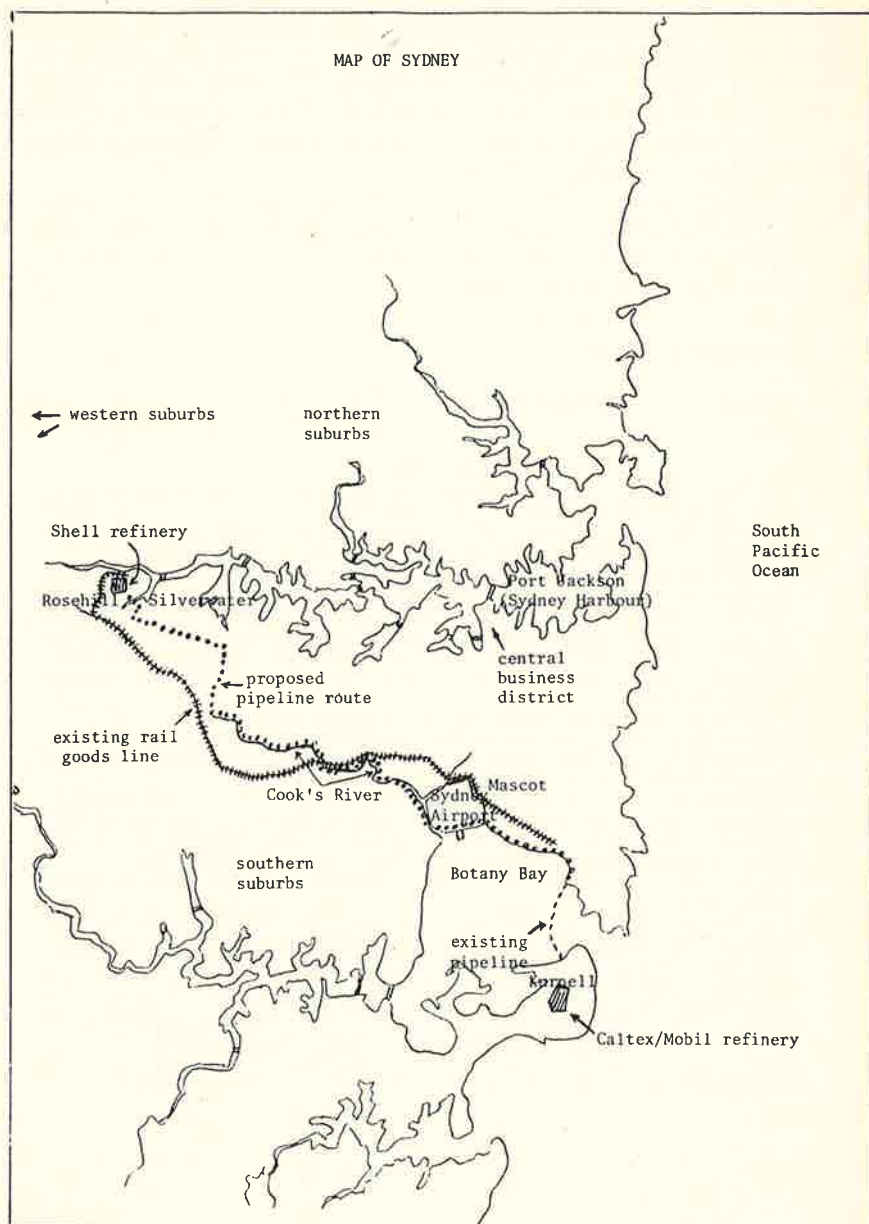 MAP OF SYDNEY
western suburbs
northern
suburbs
Shell refinery
South
Pacific
Ocean
Rosehill
Silverwater
Port Jackson
(Sydney Harbour)
central
business
district
proposed
pipeline route
existing rail
goods line
Cook's River
Mascot
Sydney
Airport
southern
suburbs
Botany Bay
existing
pipeline
Kurnell
Caltex/Mobil refinery